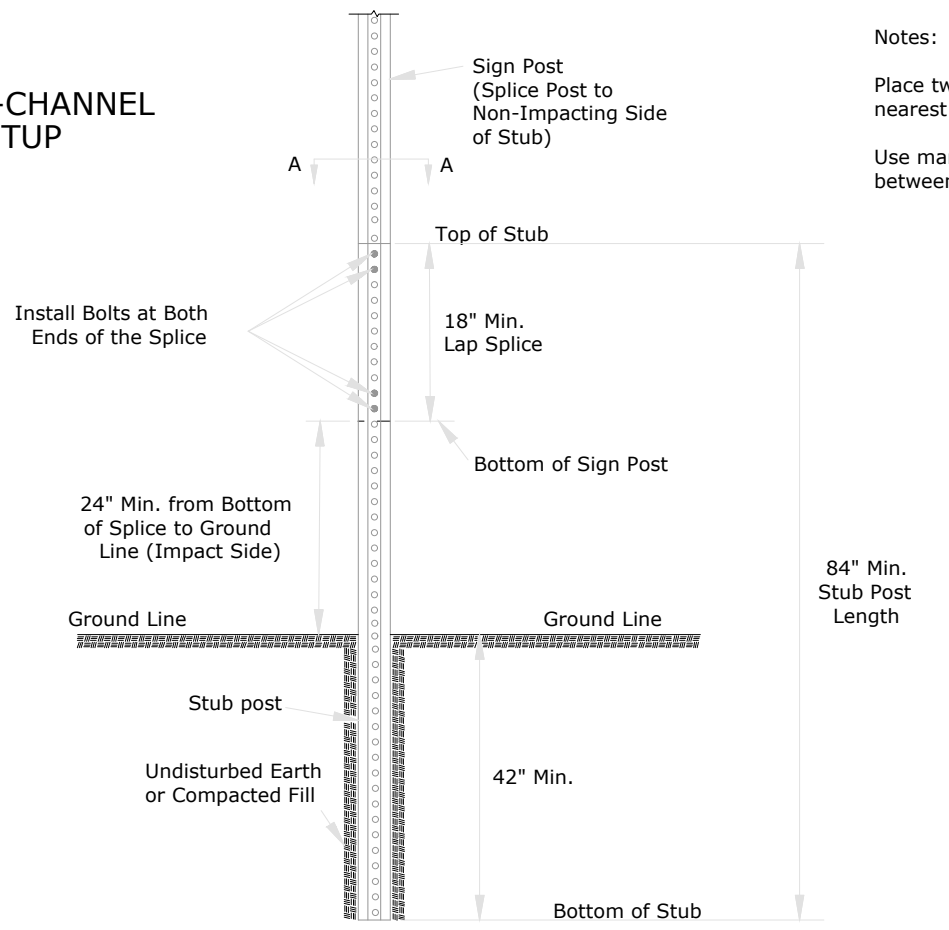 -CHANNEL
TUP
Sign Post
(Splice Post to
Non-Impacting Side
of Stub)
Notes:
Place tw
nearest
Use mar
between
A
A
Top of Stub
Install Bolts at Both
Ends of the Splice
18" Min.
Lap Splice
Bottom of Sign Post
24" Min. from Bottom
of Splice to Ground
Line (Impact Side)
84" Min.
Stub Post
Length
Ground Line
Ground Line
Stub post
Undisturbed Earth
or Compacted Fill
42" Min.
Bottom of Stub